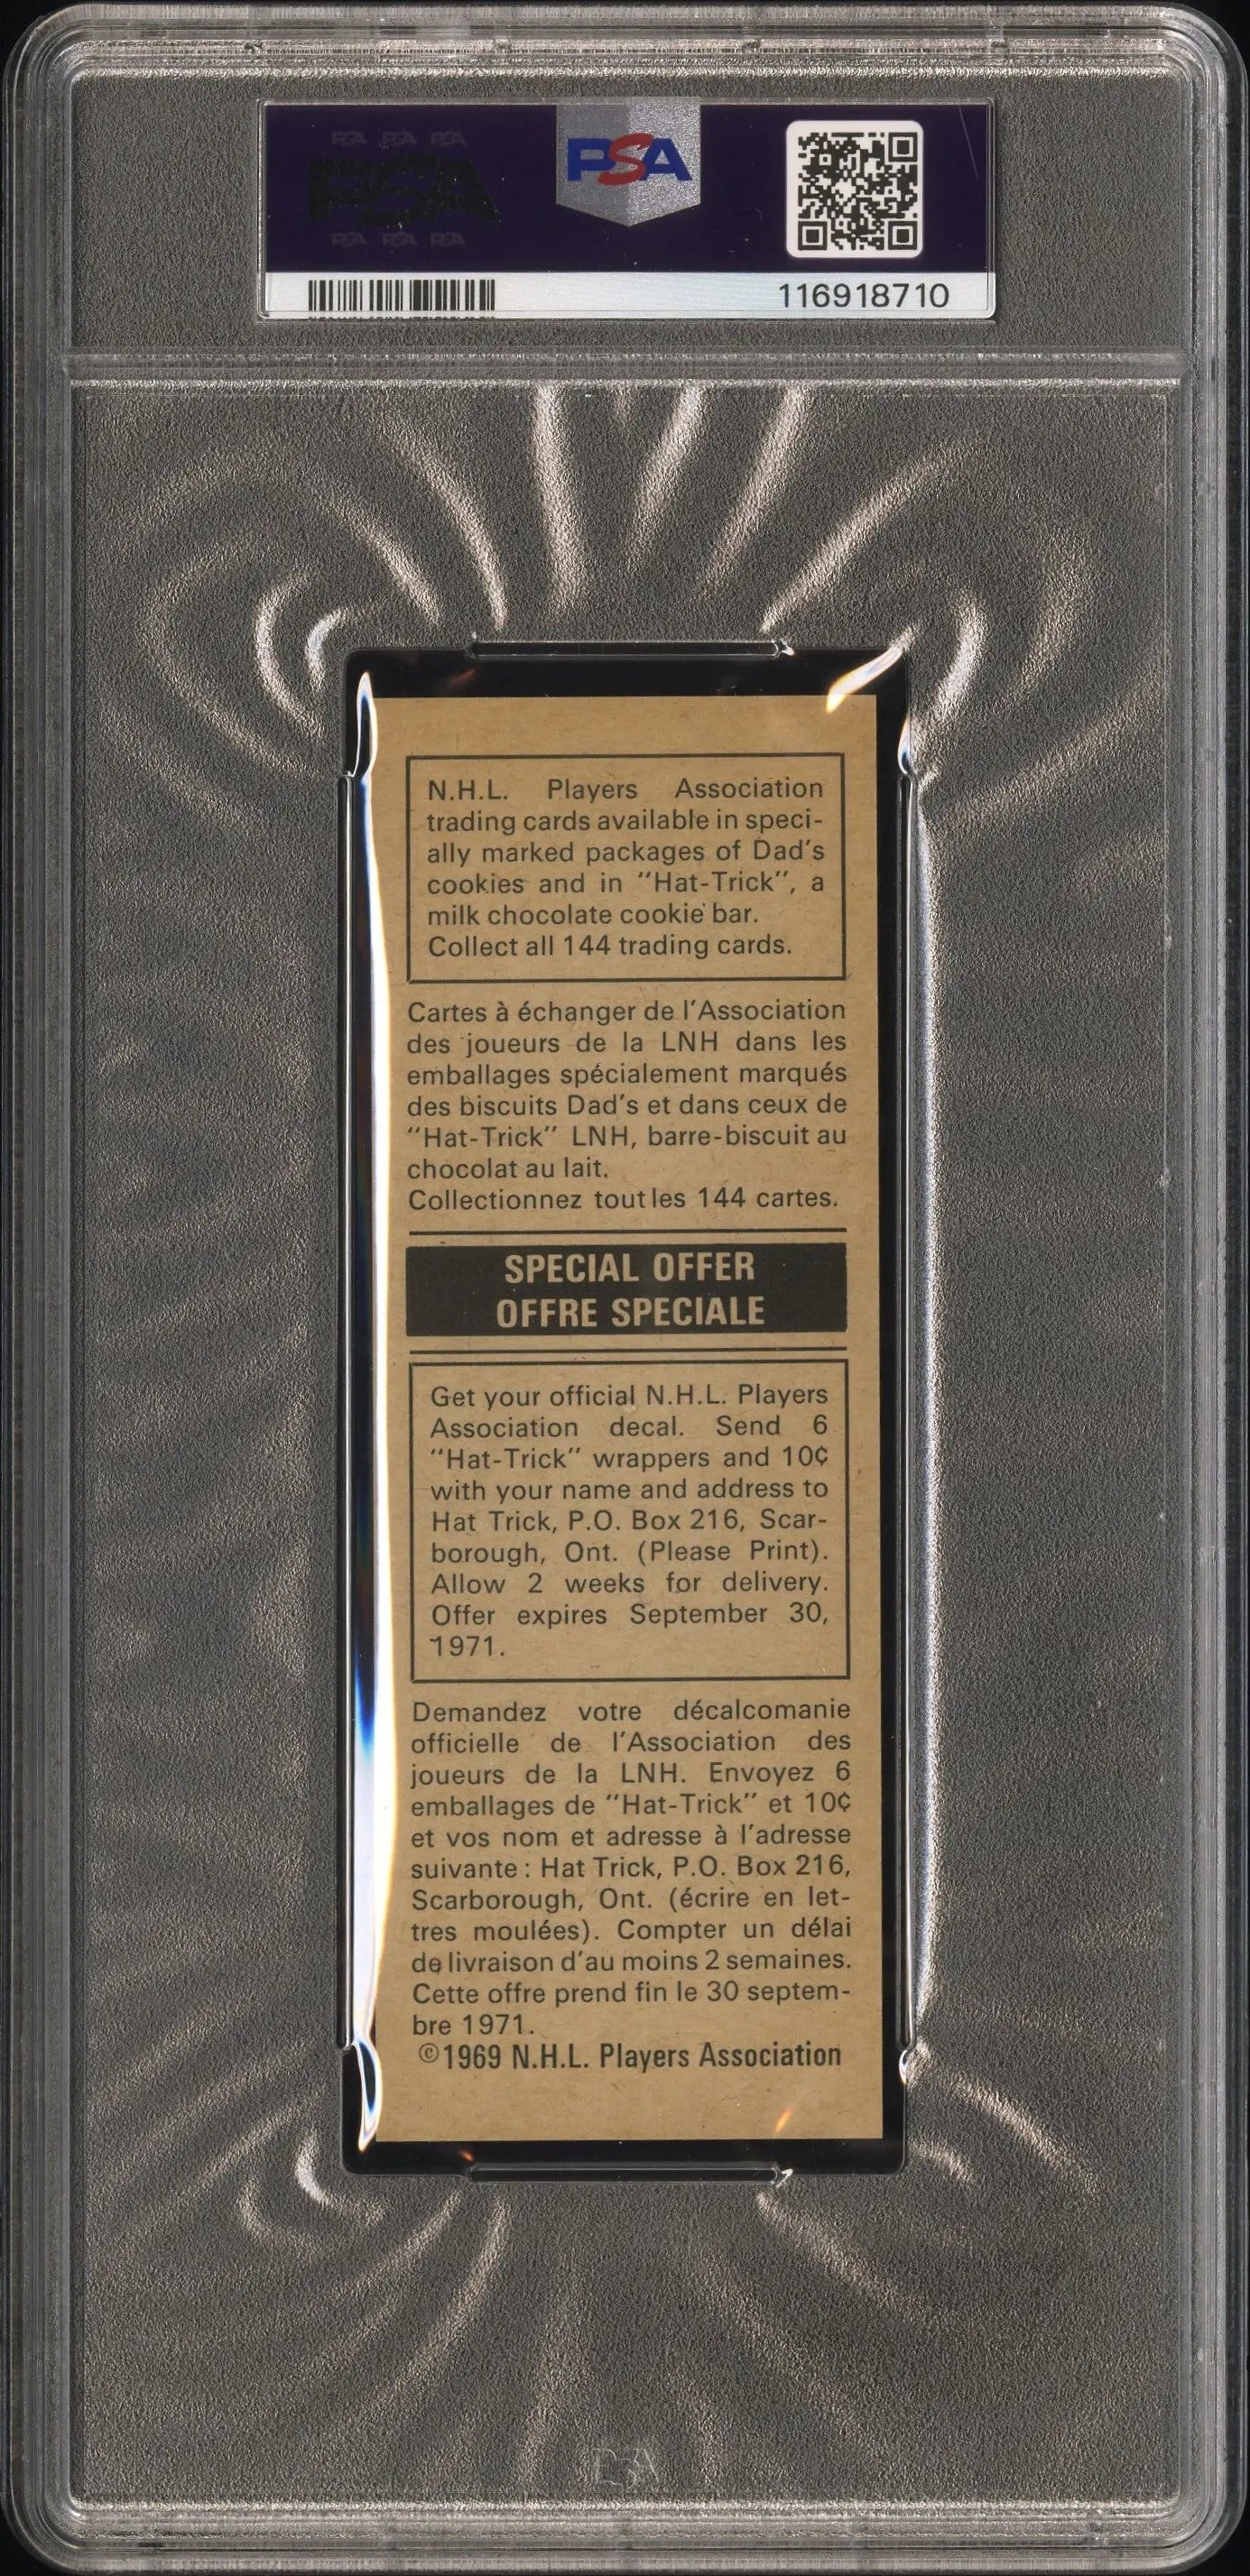 PSA PSA PSA
PSA
PSA
PSA PSA PSA
116918710
N.H.L. Players Association
trading cards available in speci-
ally marked packages of Dad's
cookies and in "Hat-Trick", a
milk chocolate cookie bar.
Collect all 144 trading cards.
Cartes à échanger de l'Association
des joueurs de la LNH dans les
emballages spécialement marqués
des biscuits Dad's et dans ceux de
"Hat-Trick" LNH, barre-biscuit au
chocolat au lait.
Collectionnez tout les 144 cartes.
SPECIAL OFFER
OFFRE SPECIALE
Get your official N.H.L. Players
Association decal. Send 6
"Hat-Trick" wrappers and 10¢
with your name and address to
Hat Trick, P.O. Box 216, Scar-
borough, Ont. (Please Print).
Allow 2 weeks for delivery.
Offer expires September 30,
1971.
Demandez votre décalcomanie
officielle de l'Association des
joueurs de la LNH. Envoyez 6
emballages de "Hat-Trick" et 10¢
et vos nom et adresse à l'adresse
suivante : Hat Trick, P.O. Box 216,
Scarborough, Ont. (écrire en let-
tres moulées). Compter un délai
de livraison d'au moins 2 semaines.
Cette offre prend fin le 30 septem-
bre 1971.
©1969 N.H.L. Players Association
PSA